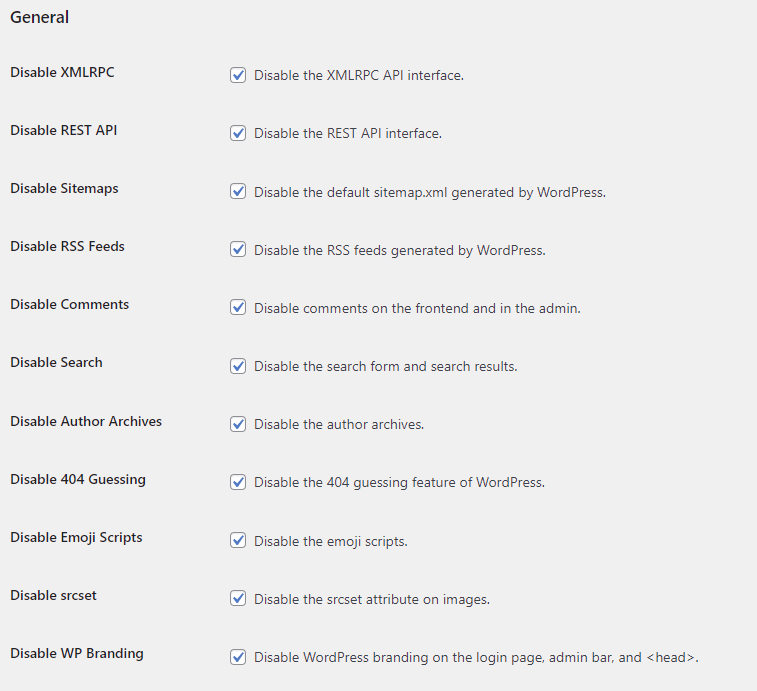 General
Disable XMLRPC Disable the XMLRPC API interface.
Disable REST API Disable the REST API interface.
Disable Sitemaps Disable the default sitemap.xml generated by WordPress.
Disable RSS Feeds Disable the RSS feeds generated by WordPress.
Disable Comments Disable comments on the frontend and in the admin.
Disable Search Disable the search form and search results.
Disable Author Archives Disable the author archives.
Disable 404 Guessing Disable the 404 guessing feature of WordPress.
Disable Emoji Scripts Disable the emoji scripts.
Disable srcset Disable the srcset attribute on images.
Disable WP Branding Disable WordPress branding on the login page, admin bar, and <head>.